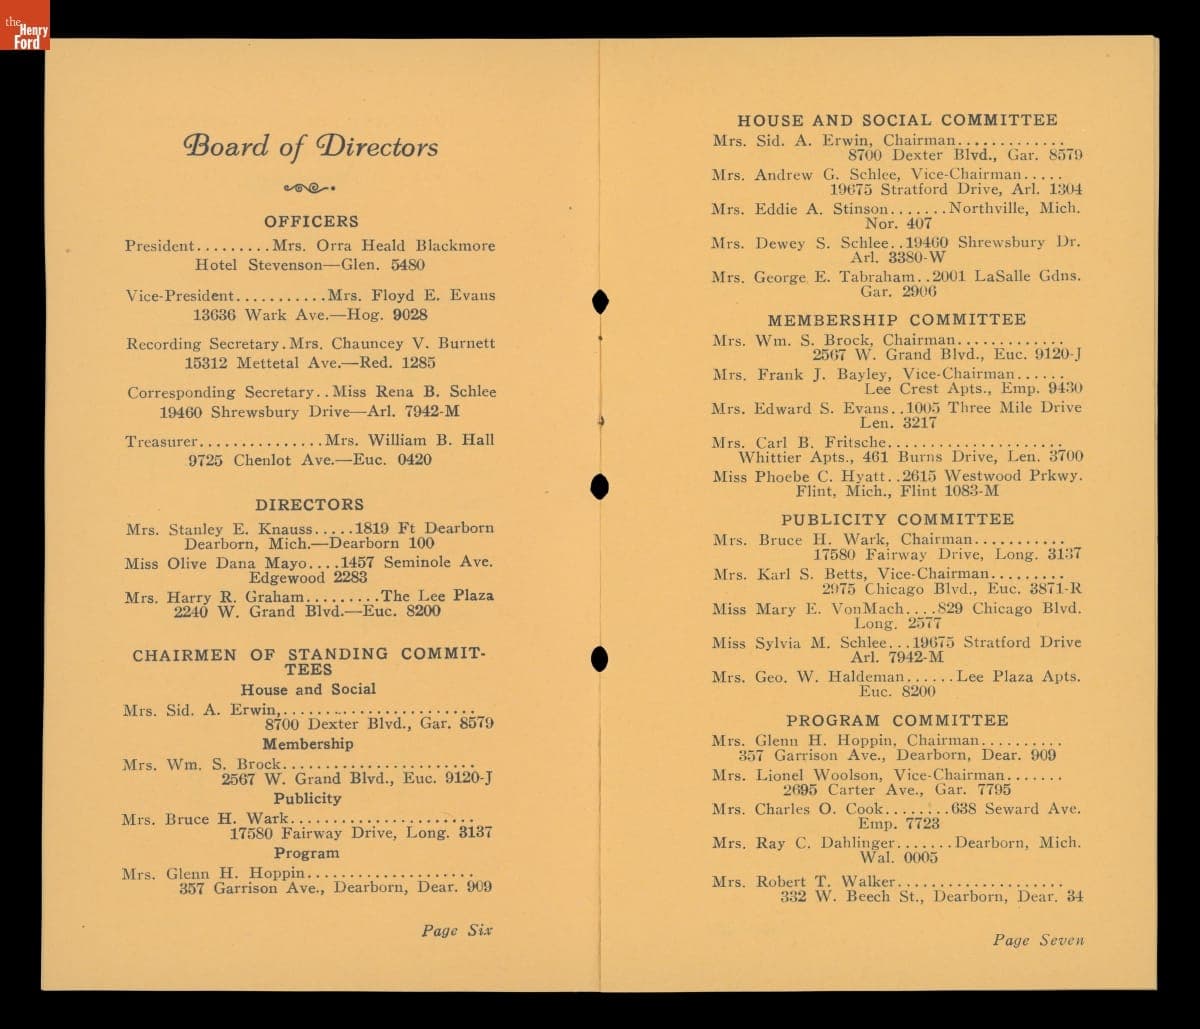 the
Henry
Ford
Board of Directors
OFFICERS
President.........Mrs. Orra Heald Blackmore
Hotel Stevenson—Glen. 5480
Vice-President...........Mrs. Floyd E. Evans
13636 Wark Ave.—Hog. 9028
Recording Secretary.Mrs. Chauncey V. Burnett
15312 Mettetal Ave.—Red. 1285
Corresponding Secretary..Miss Rena B. Schlee
19460 Shrewsbury Drive—Arl. 7942-M
Treasurer...............Mrs. William B. Hall
9725 Chenlot Ave.—Euc. 0420
DIRECTORS
Mrs. Stanley E. Knauss.....1819 Ft Dearborn
Dearborn, Mich.—Dearborn 100
Miss Olive Dana Mayo....1457 Seminole Ave.
Edgewood 2283
Mrs. Harry R. Graham.........The Lee Plaza
2240 W. Grand Blvd.—Euc. 8200
CHAIRMEN OF STANDING COMMIT-
TEES
House and Social
Mrs. Sid. A. Erwin,.......................
8700 Dexter Blvd., Gar. 8579
Membership
Mrs. Wm. S. Brock.......................
2567 W. Grand Blvd., Euc. 9120-J
Publicity
Mrs. Bruce H. Wark......................
17580 Fairway Drive, Long. 3137
Program
Mrs. Glenn H. Hoppin....................
357 Garrison Ave., Dearborn, Dear. 909
Page Six
HOUSE AND SOCIAL COMMITTEE
Mrs. Sid. A. Erwin, Chairman.............
8700 Dexter Blvd., Gar. 8579
Mrs. Andrew G. Schlee, Vice-Chairman.....
19675 Stratford Drive, Arl. 1304
Mrs. Eddie A. Stinson.......Northville, Mich.
Nor. 407
Mrs. Dewey S. Schlee..19460 Shrewsbury Dr.
Arl. 3380-W
Mrs. George E. Tabraham..2001 LaSalle Gdns.
Gar. 2906
MEMBERSHIP COMMITTEE
Mrs. Wm. S. Brock, Chairman.............
2567 W. Grand Blvd., Euc. 9120-J
Mrs. Frank J. Bayley, Vice-Chairman......
Lee Crest Apts., Emp. 9430
Mrs. Edward S. Evans..1005 Three Mile Drive
Len. 3217
Mrs. Carl B. Fritsche.....................
Whittier Apts., 461 Burns Drive, Len. 3700
Miss Phoebe C. Hyatt..2615 Westwood Prkwy.
Flint, Mich., Flint 1083-M
PUBLICITY COMMITTEE
Mrs. Bruce H. Wark, Chairman...........
17580 Fairway Drive, Long. 3137
Mrs. Karl S. Betts, Vice-Chairman.........
2975 Chicago Blvd., Euc. 3871-R
Miss Mary E. VonMach....829 Chicago Blvd.
Long. 2577
Miss Sylvia M. Schlee...19675 Stratford Drive
Arl. 7942-M
Mrs. Geo. W. Haldeman......Lee Plaza Apts.
Euc. 8200
PROGRAM COMMITTEE
Mrs. Glenn H. Hoppin, Chairman..........
357 Garrison Ave., Dearborn, Dear. 909
Mrs. Lionel Woolson, Vice-Chairman.......
2695 Carter Ave., Gar. 7795
Mrs. Charles O. Cook........638 Seward Ave.
Emp. 7723
Mrs. Ray C. Dahlinger.......Dearborn, Mich.
Wal. 0005
Mrs. Robert T. Walker....................
332 W. Beech St., Dearborn, Dear. 34
Page Seven